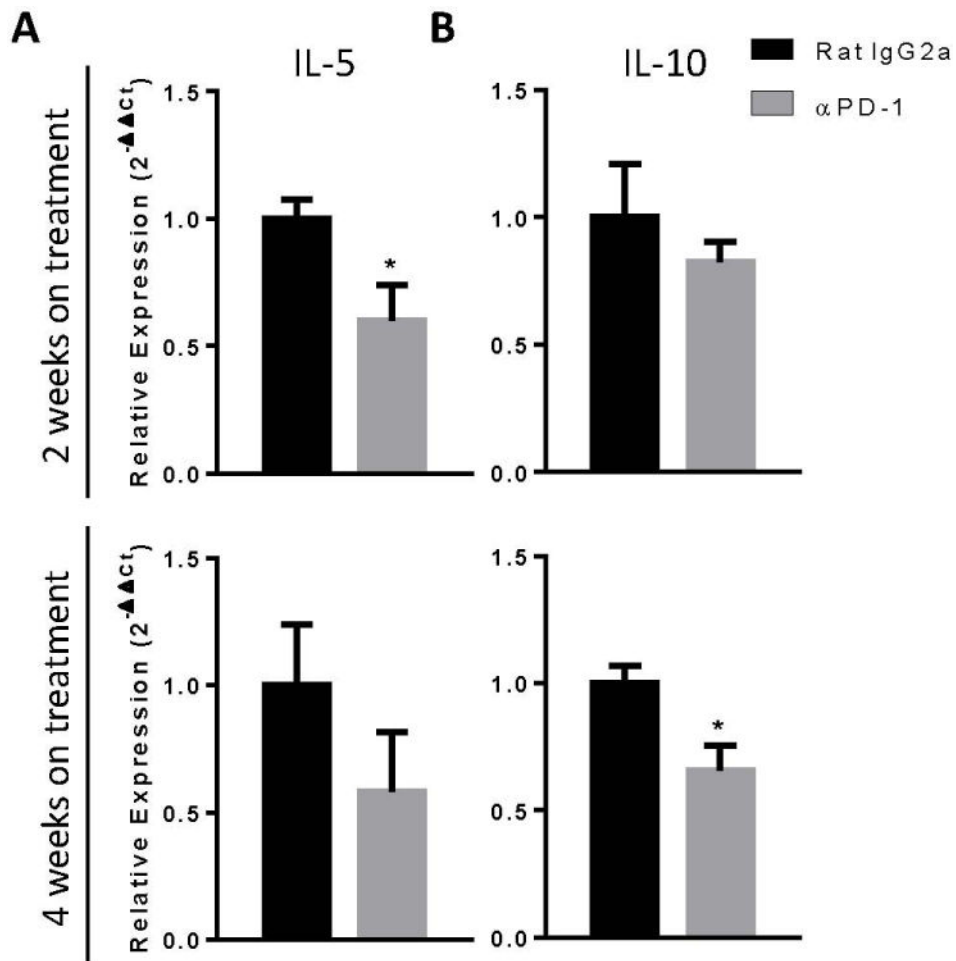 A
B
IL-5
IL-10
Rat IgG2a
αPD-1
2 weeks on treatment
Relative Expression (2-ΔΔCt)
1.5
1.0
0.5
0.0
*
1.5
1.0
0.5
0.0
4 weeks on treatment
Relative Expression (2-ΔΔCt)
1.5
1.0
0.5
0.0
1.5
1.0
0.5
0.0
*